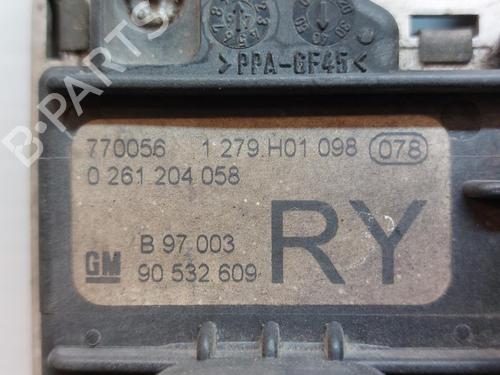 >PPA-GF45<
770056 1 279 H01 098 078
0 261 204 058
B 97 003
GM 90 532 609
RY
B-PARTS